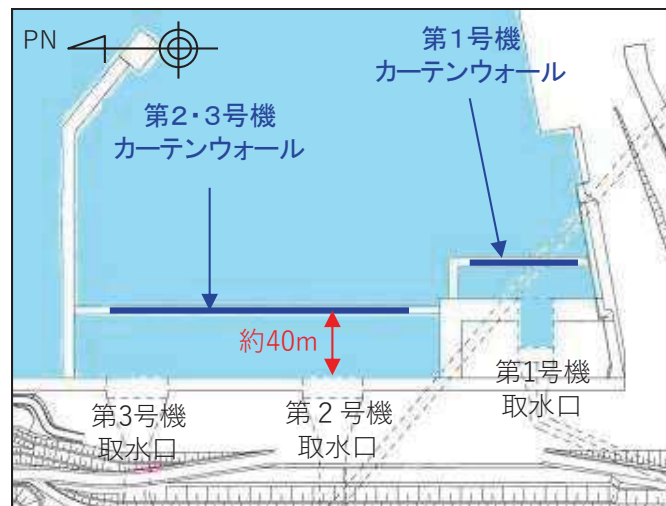 PN
第1号機
カーテンウォール
第2・3号機
カーテンウォール
約40m
第1号機
取水口
第3号機
取水口
第２号機
取水口